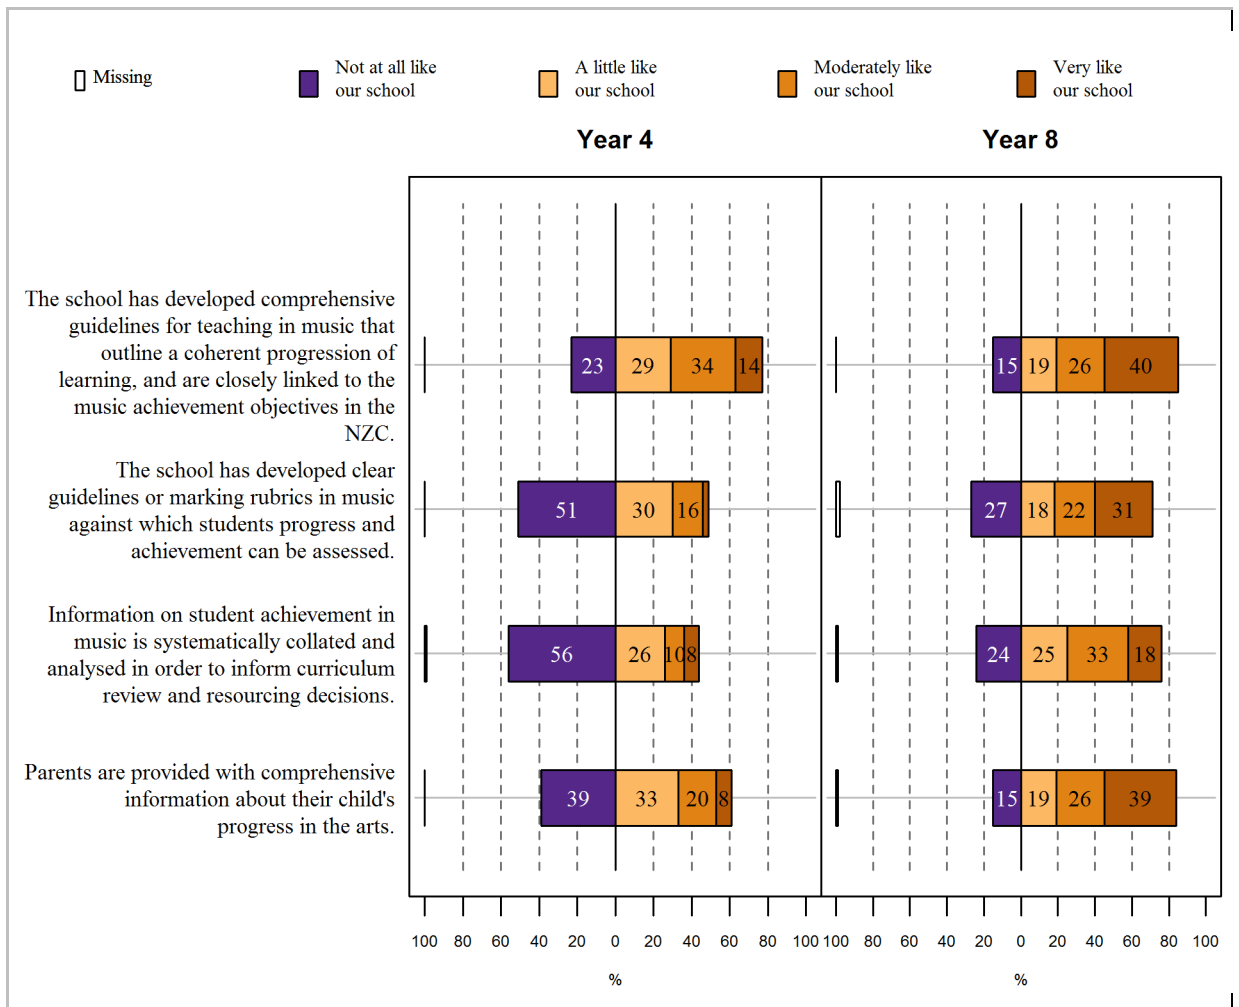 Missing
Not at all like
our school
A little like
our school
Moderately like
our school
Very like
our school
Year 4
Year 8
The school has developed comprehensive
guidelines for teaching in music that
outline a coherent progression of
learning, and are closely linked to the
music achievement objectives in the
NZC.
23 29 34 14
15 19 26 40
The school has developed clear
guidelines or marking rubrics in music
against which students progress and
achievement can be assessed.
51 30 16
27 18 22 31
Information on student achievement in
music is systematically collated and
analysed in order to inform curriculum
review and resourcing decisions.
56 26 10 8
24 25 33 18
Parents are provided with comprehensive
information about their child's
progress in the arts.
39 33 20 8
15 19 26 39
100 80 60 40 20 0 20 40 60 80 100
100 80 60 40 20 0 20 40 60 80 100
%
%